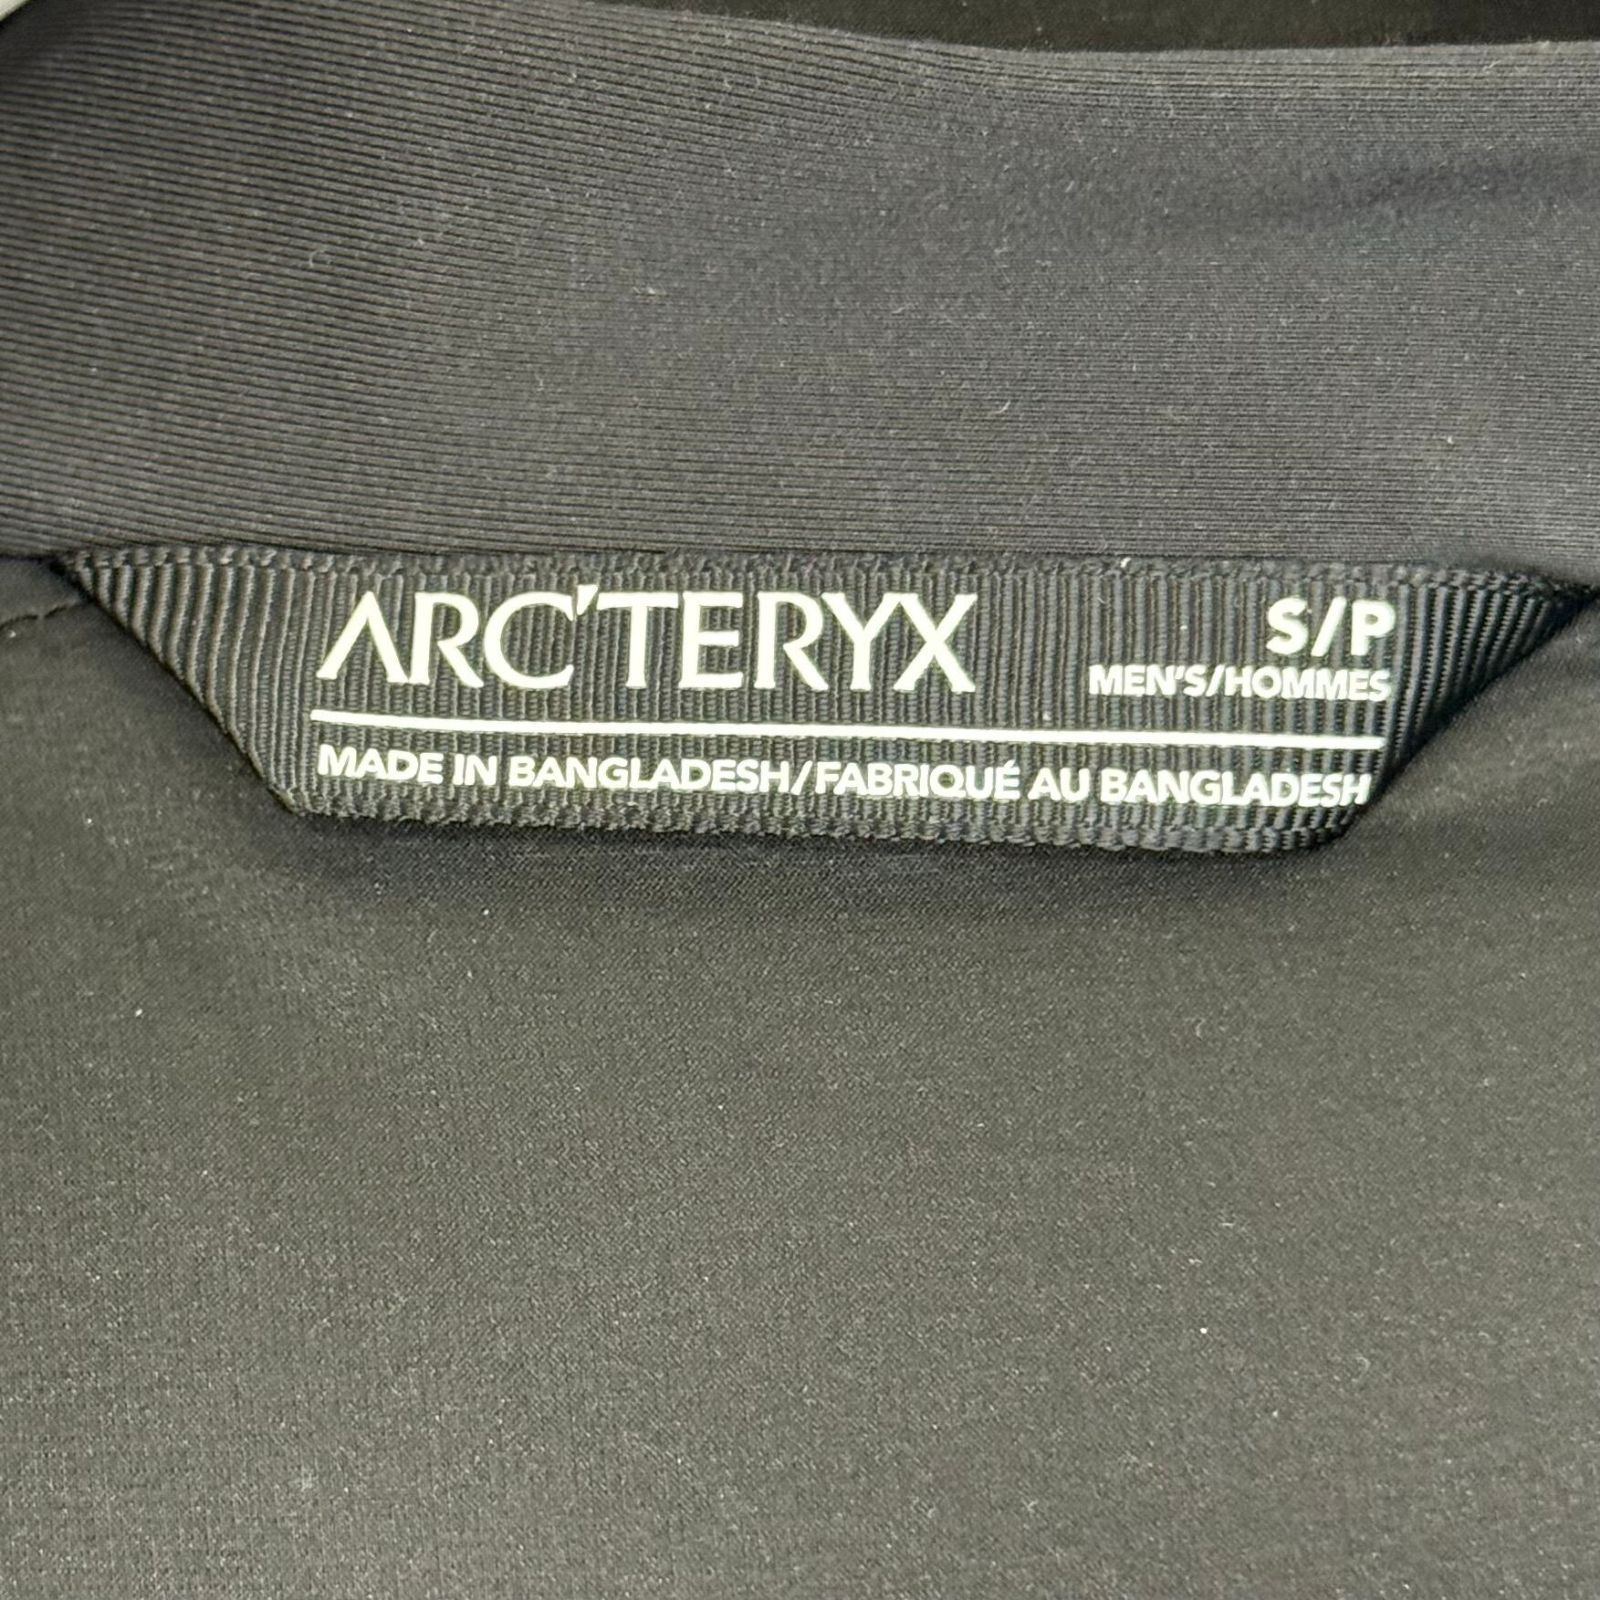 ARC'TERYX
S/P
MEN'S/HOMMES
MADE IN BANGLADESH/FABRIQUÉ AU BANGLADESH